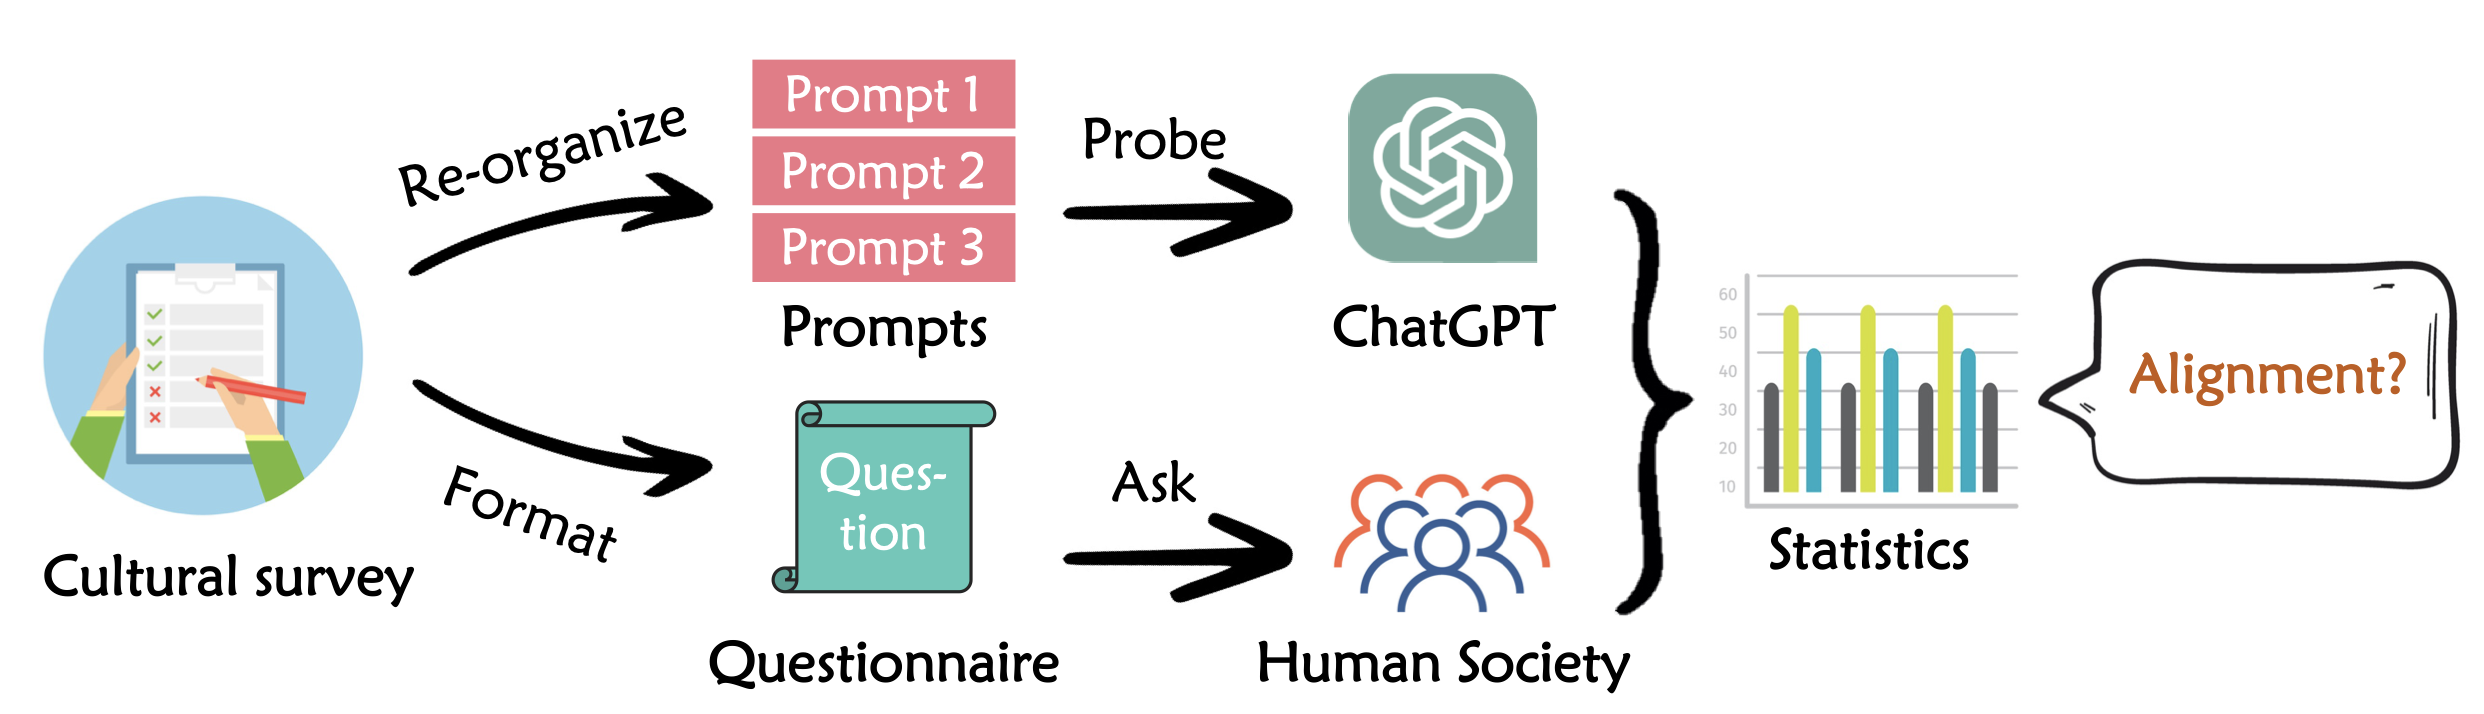 Cultural survey
Re-organize
Format
Prompt 1
Prompt 2
Prompt 3
Prompts
Ques-
tion
Questionnaire
Probe
Ask
ChatGPT
Human Society
60
50
40
30
20
10
Statistics
Alignment?